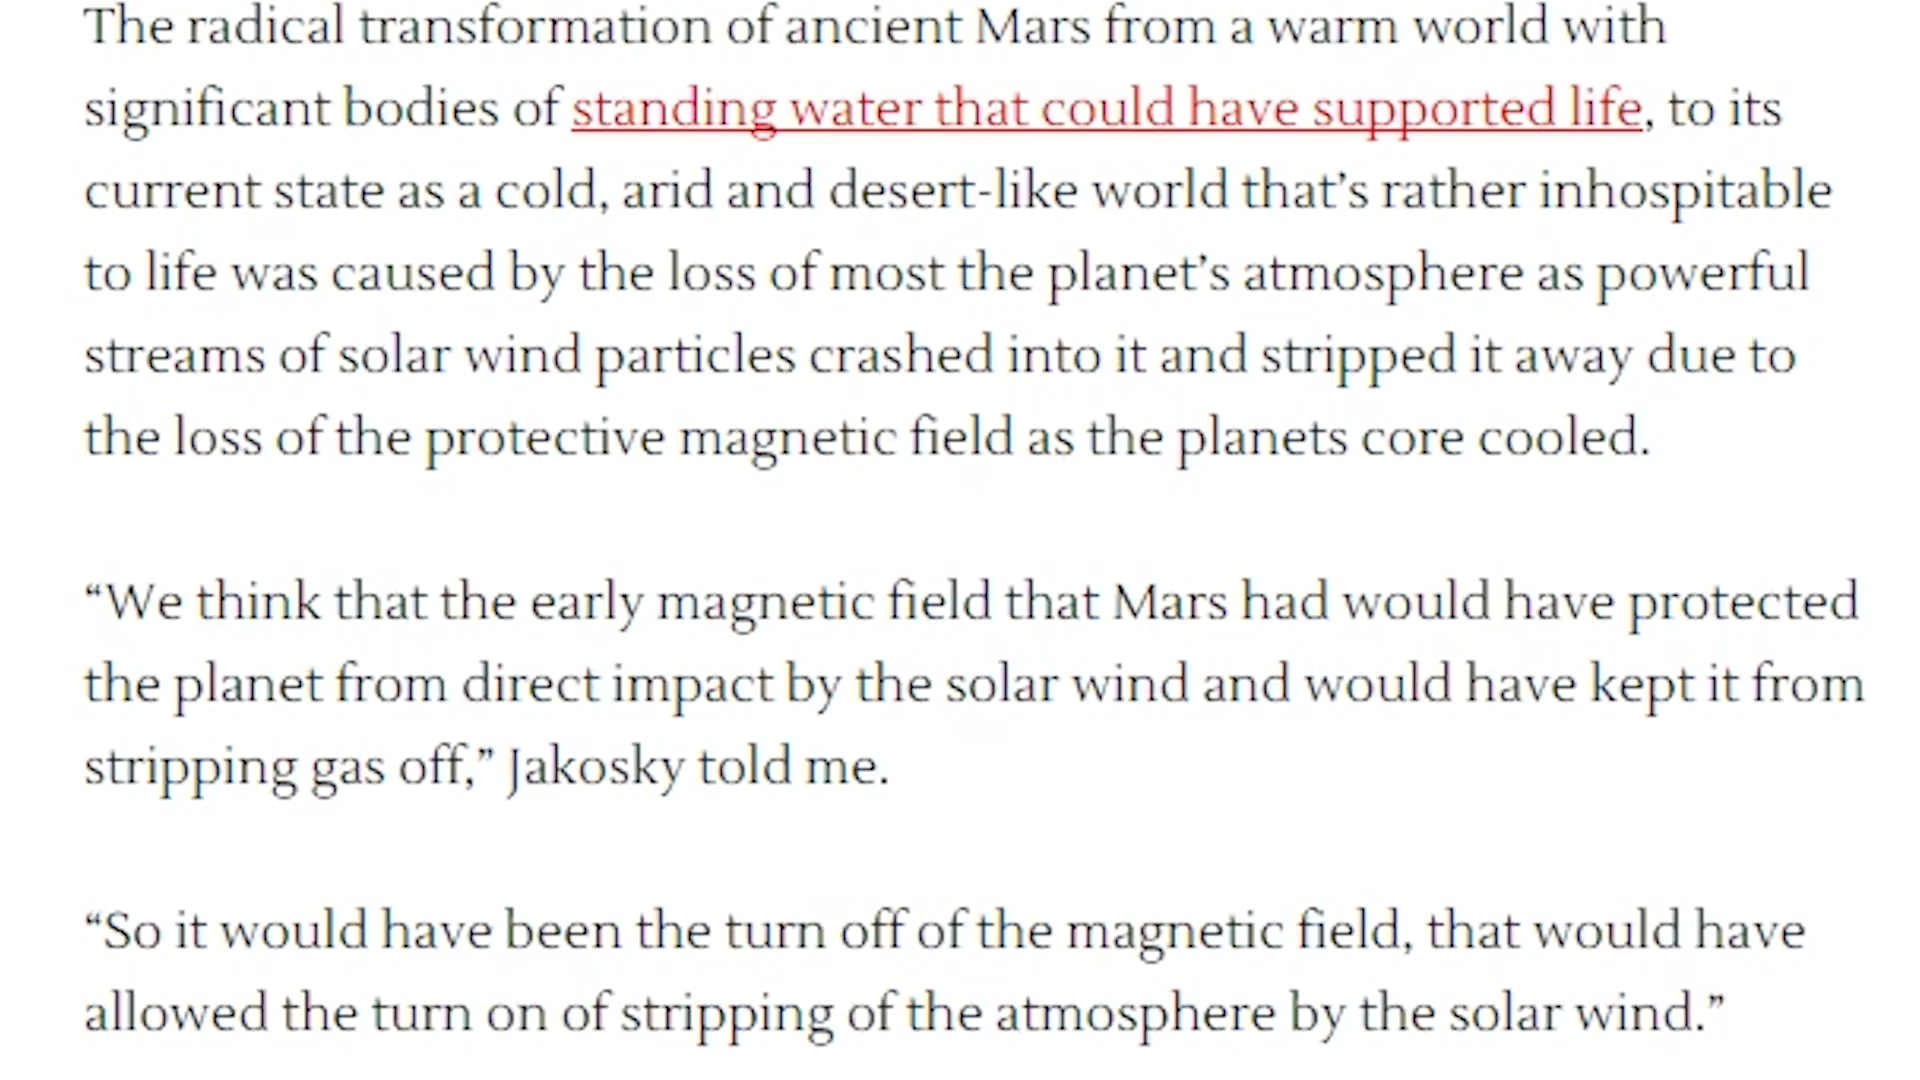 The radical transformation of ancient Mars from a warm world with
significant bodies of standing water that could have supported life, to its
current state as a cold, arid and desert-like world that’s rather inhospitable
to life was caused by the loss of most the planet’s atmosphere as powerful
streams of solar wind particles crashed into it and stripped it away due to
the loss of the protective magnetic field as the planets core cooled.
“We think that the early magnetic field that Mars had would have protected
the planet from direct impact by the solar wind and would have kept it from
stripping gas off,” Jakosky told me.
“So it would have been the turn off of the magnetic field, that would have
allowed the turn on of stripping of the atmosphere by the solar wind.”